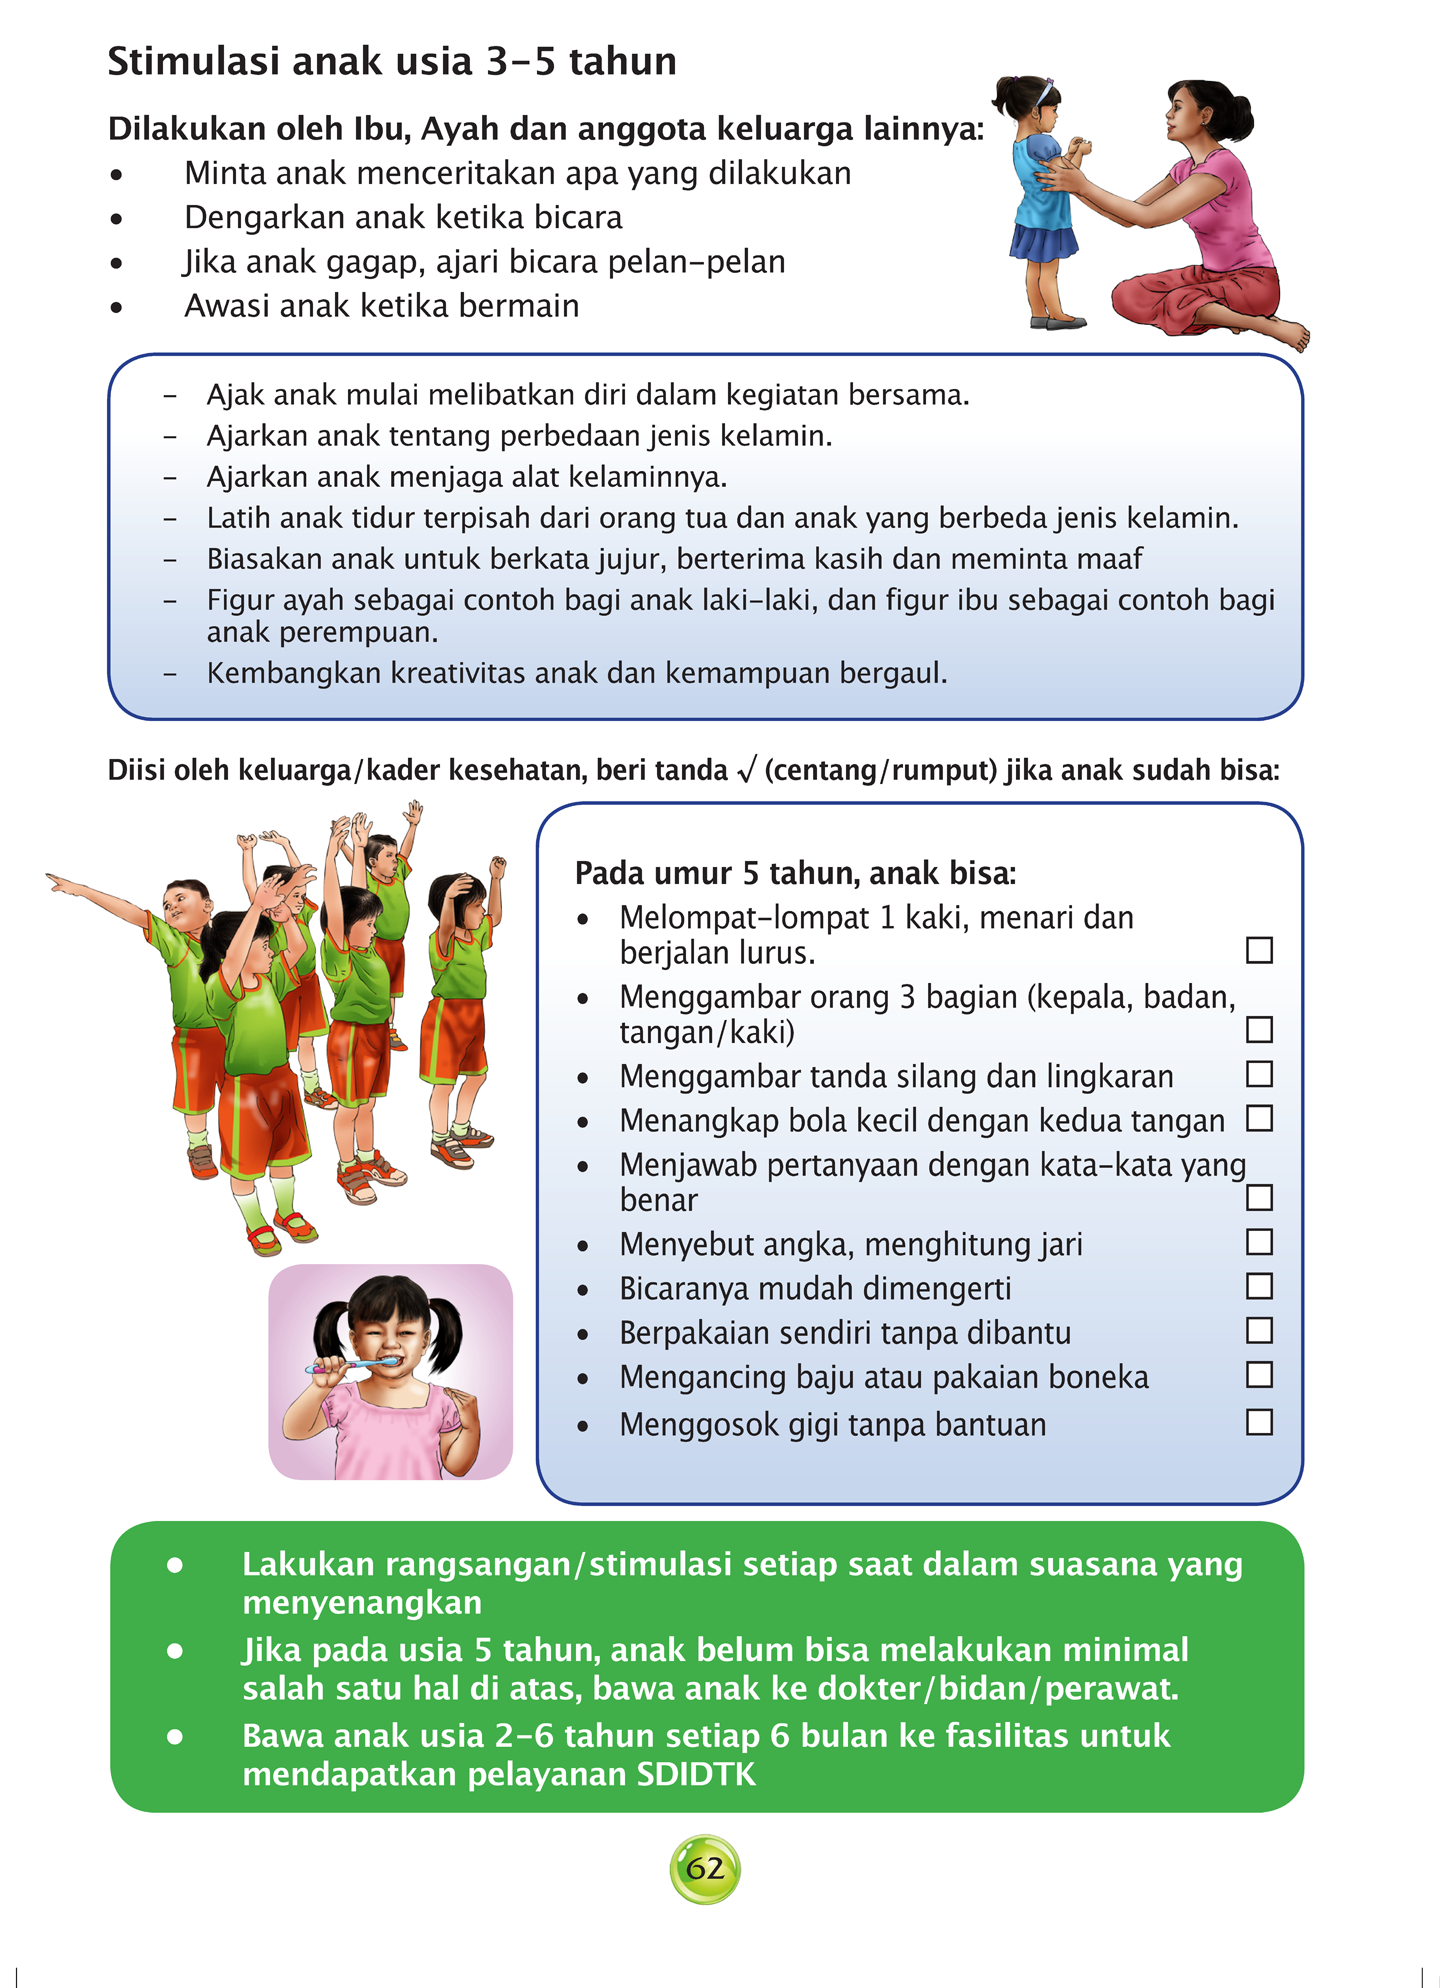 Stimulasi anak usia 3-5 tahun
Dilakukan oleh Ibu, Ayah dan anggota keluarga lainnya:
• Minta anak menceritakan apa yang dilakukan
• Dengarkan anak ketika bicara
• Jika anak gagap, ajari bicara pelan-pelan
• Awasi anak ketika bermain
- Ajak anak mulai melibatkan diri dalam kegiatan bersama.
- Ajarkan anak tentang perbedaan jenis kelamin.
- Ajarkan anak menjaga alat kelaminnya.
- Latih anak tidur terpisah dari orang tua dan anak yang berbeda jenis kelamin.
- Biasakan anak untuk berkata jujur, berterima kasih dan meminta maaf
- Figur ayah sebagai contoh bagi anak laki-laki, dan figur ibu sebagai contoh bagi
anak perempuan.
- Kembangkan kreativitas anak dan kemampuan bergaul.
Diisi oleh keluarga/kader kesehatan, beri tanda √ (centang/rumput) jika anak sudah bisa:
Pada umur 5 tahun, anak bisa:
• Melompat-lompat 1 kaki, menari dan
berjalan lurus.
• Menggambar orang 3 bagian (kepala, badan,
tangan/kaki)
• Menggambar tanda silang dan lingkaran
• Menangkap bola kecil dengan kedua tangan
• Menjawab pertanyaan dengan kata-kata yang
benar
• Menyebut angka, menghitung jari
• Bicaranya mudah dimengerti
• Berpakaian sendiri tanpa dibantu
• Mengancing baju atau pakaian boneka
• Menggosok gigi tanpa bantuan
• Lakukan rangsangan/stimulasi setiap saat dalam suasana yang
menyenangkan
• Jika pada usia 5 tahun, anak belum bisa melakukan minimal
salah satu hal di atas, bawa anak ke dokter/bidan/perawat.
• Bawa anak usia 2-6 tahun setiap 6 bulan ke fasilitas untuk
mendapatkan pelayanan SDIDTK
62